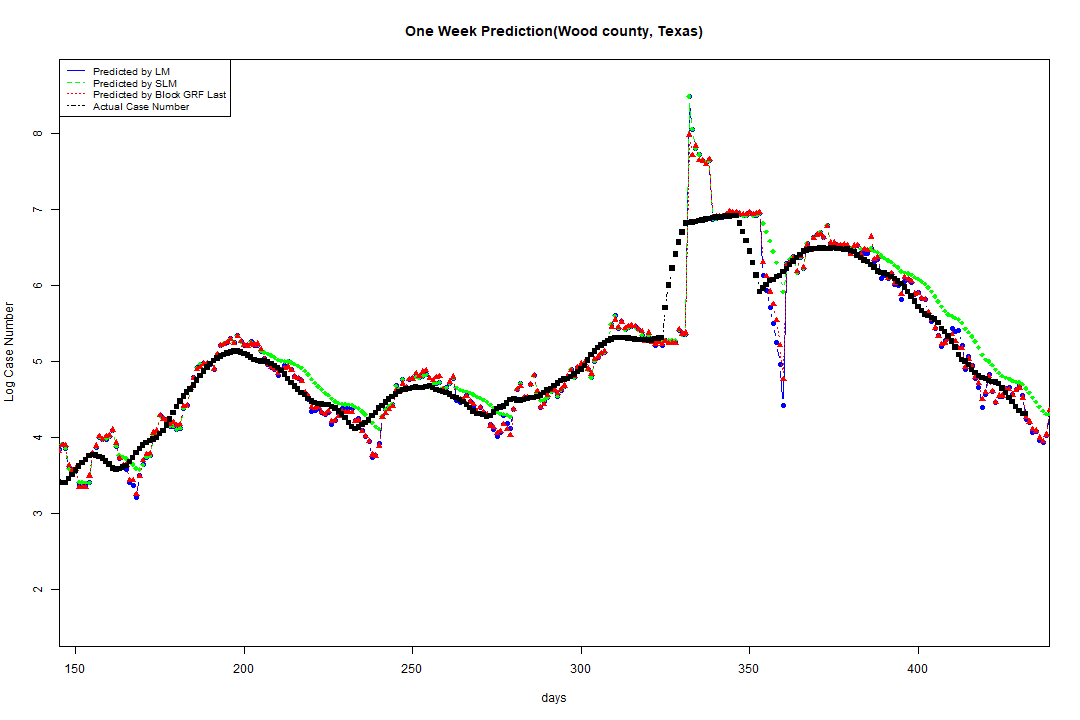 One Week Prediction(Wood county, Texas)
Predicted by LM
Predicted by SLM
Predicted by Block GRF Last
Actual Case Number
Log Case Number
8
7
6
5
4
3
2
150 200 250 300 350 400
days